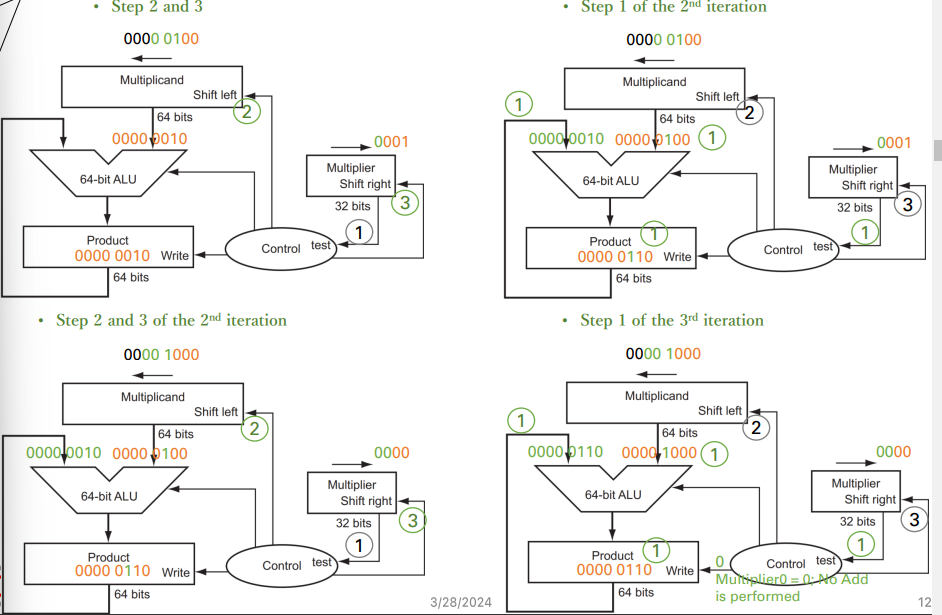 • Step 2 and 3
0000 0100
Multiplicand
Shift left
2
64 bits
0000 0010
0001
64-bit ALU
Multiplier
Shift right
3
32 bits
1
Product
0000 0010
Write
Control
test
64 bits
• Step 1 of the 2nd iteration
0000 0100
Multiplicand
Shift left
1
2
64 bits
0000 0010
0000 0100
1
0001
64-bit ALU
Multiplier
Shift right
3
32 bits
1
Product
1
0000 0110
Write
Control
test
64 bits
• Step 2 and 3 of the 2nd iteration
0000 1000
Multiplicand
Shift left
2
64 bits
0000 0010
0000 0100
0000
64-bit ALU
Multiplier
Shift right
3
32 bits
1
Product
0000 0110
Write
Control
test
64 bits
• Step 1 of the 3rd iteration
0000 1000
Multiplicand
Shift left
1
2
64 bits
0000 0110
0000 1000
1
0000
64-bit ALU
Multiplier
Shift right
3
32 bits
1
Product
1
0000 0110
Write
0
Control
test
Multiplier0 = 0; No Add
is performed
64 bits
3/28/2024
12